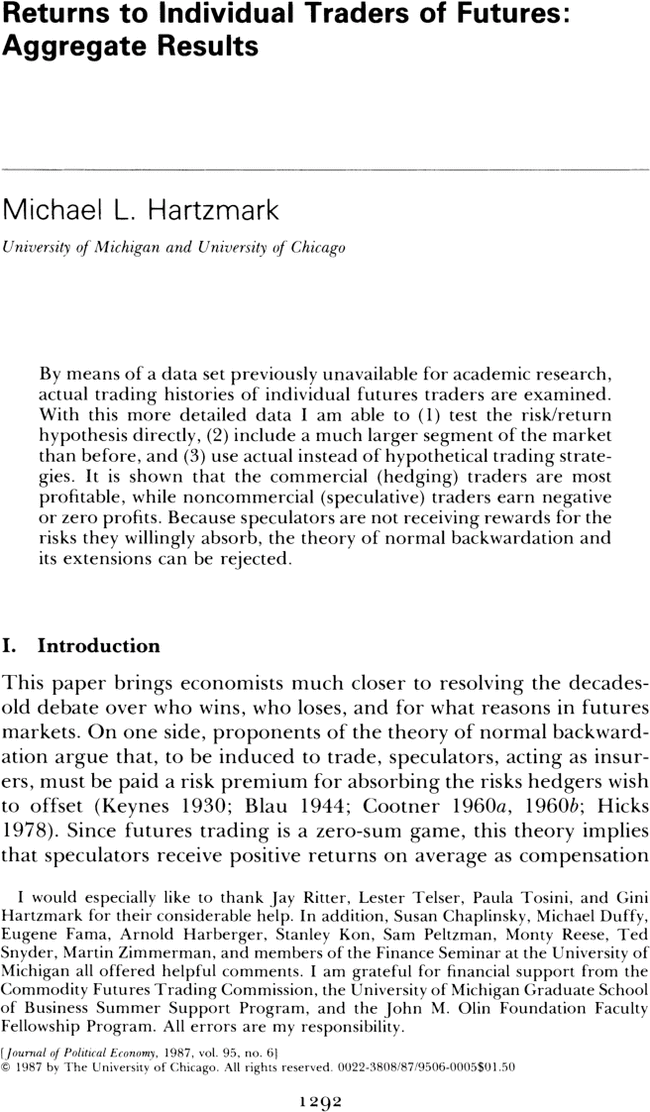 Returns to Individual Traders of Futures:
Aggregate Results
Michael L. Hartzmark
University of Michigan and University of Chicago
By means of a data set previously unavailable for academic research,
actual trading histories of individual futures traders are examined.
With this more detailed data I am able to (1) test the risk/return
hypothesis directly, (2) include a much larger segment of the market
than before, and (3) use actual instead of hypothetical trading strate-
gies. It is shown that the commercial (hedging) traders are most
profitable, while noncommercial (speculative) traders earn negative
or zero profits. Because speculators are not receiving rewards for the
risks they willingly absorb, the theory of normal backwardation and
its extensions can be rejected.
I. Introduction
This paper brings economists much closer to resolving the decades-
old debate over who wins, who loses, and for what reasons in futures
markets. On one side, proponents of the theory of normal backward-
ation argue that, to be induced to trade, speculators, acting as insur-
ers, must be paid a risk premium for absorbing the risks hedgers wish
to offset (Keynes 1930; Blau 1944; Cootner 1960a, 1960b; Hicks
1978). Since futures trading is a zero-sum game, this theory implies
that speculators receive positive returns on average as compensation
I would especially like to thank Jay Ritter, Lester Telser, Paula Tosini, and Gini
Hartzmark for their considerable help. In addition, Susan Chaplinsky, Michael Duffy,
Eugene Fama, Arnold Harberger, Stanley Kon, Sam Peltzman, Monty Reese, Ted
Snyder, Martin Zimmerman, and members of the Finance Seminar at the University of
Michigan all offered helpful comments. I am grateful for financial support from the
Commodity Futures Trading Commission, the University of Michigan Graduate School
of Business Summer Support Program, and the John M. Olin Foundation Faculty
Fellowship Program. All errors are my responsibility.
[Journal of Political Economy, 1987, vol. 95, no. 6]
© 1987 by The University of Chicago. All rights reserved. 0022-3808/87/9506-0005$01.50
1292